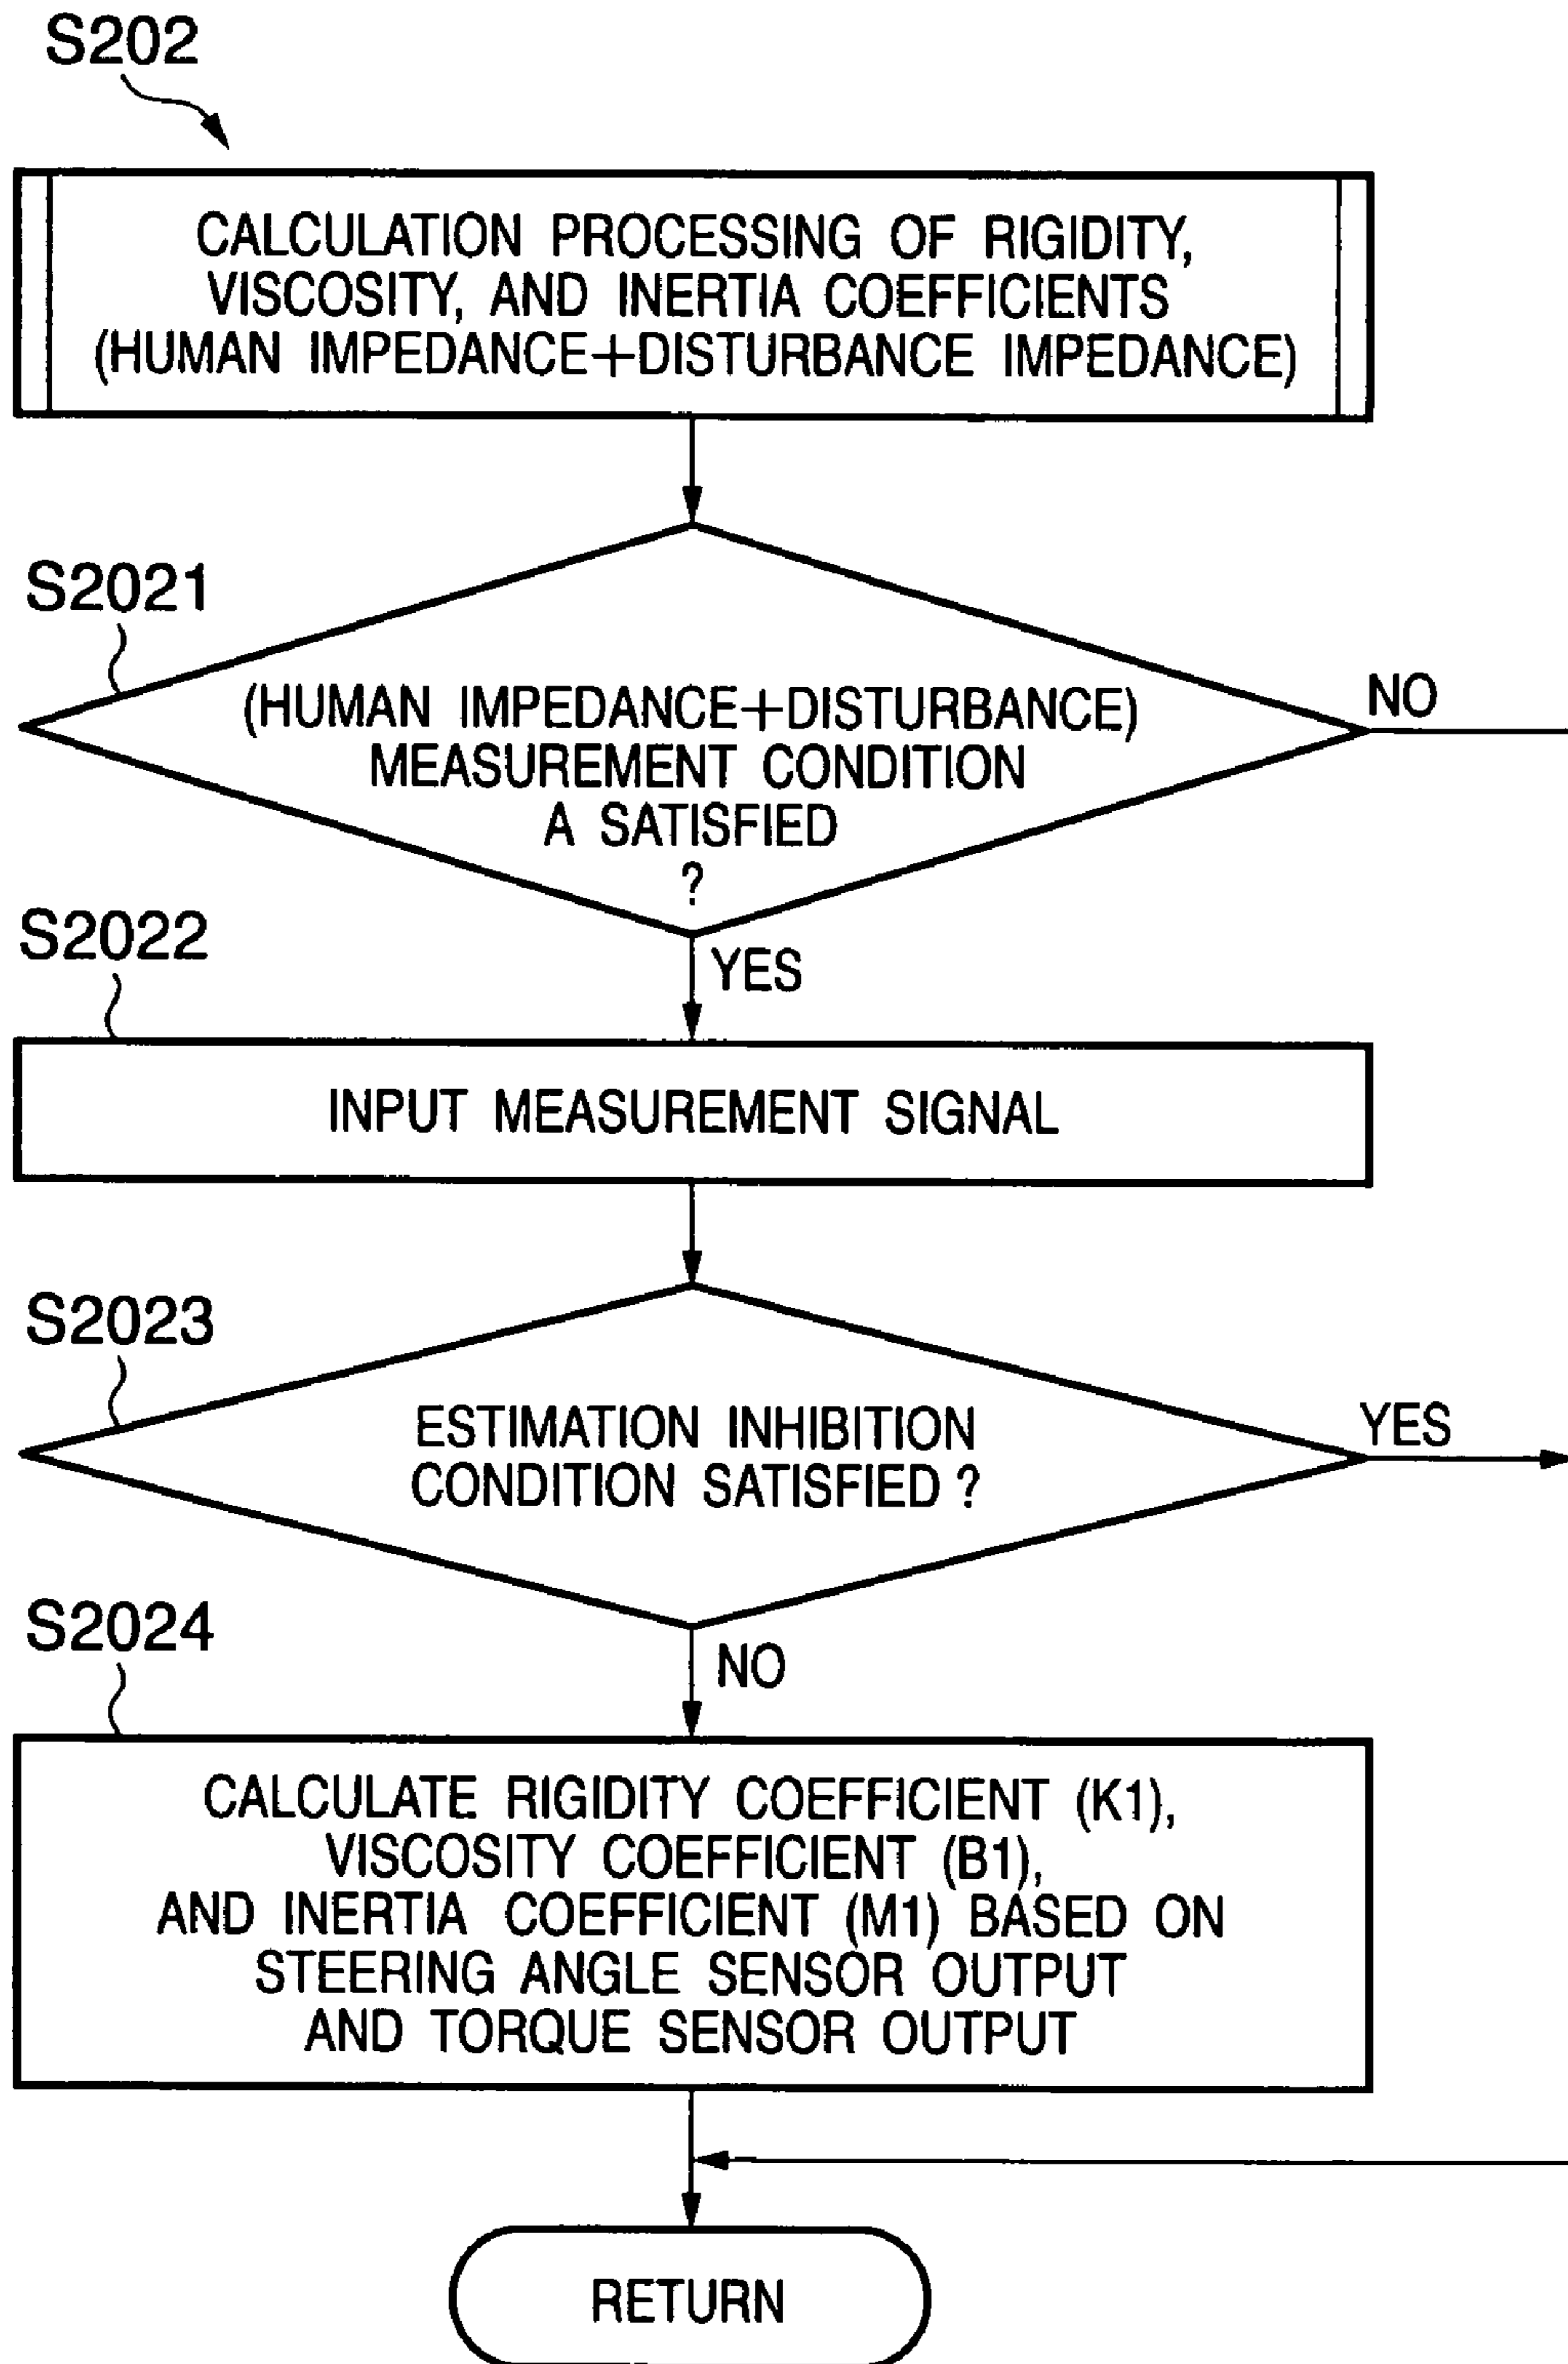 S202
CALCULATION PROCESSING OF RIGIDITY,
VISCOSITY, AND INERTIA COEFFICIENTS
(HUMAN IMPEDANCE+DISTURBANCE IMPEDANCE)
S2021
(HUMAN IMPEDANCE+DISTURBANCE)
MEASUREMENT CONDITION
A SATISFIED
?
NO
YES
S2022
INPUT MEASUREMENT SIGNAL
S2023
ESTIMATION INHIBITION
CONDITION SATISFIED ?
YES
NO
S2024
CALCULATE RIGIDITY COEFFICIENT (K1),
VISCOSITY COEFFICIENT (B1),
AND INERTIA COEFFICIENT (M1) BASED ON
STEERING ANGLE SENSOR OUTPUT
AND TORQUE SENSOR OUTPUT
RETURN